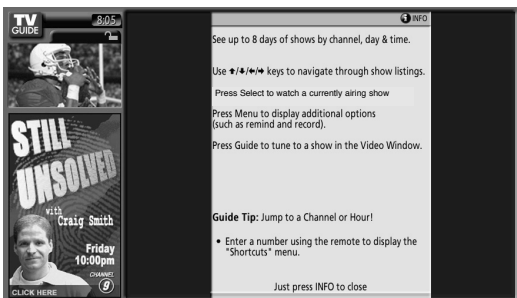 TV
GUIDE
8:05
STILL
UNSOLVED
with
Craig Smith
Friday
10:00pm
CHANNEL
9
CLICK HERE
i INFO
See up to 8 days of shows by channel, day & time.
Use ↑/↓/←/→ keys to navigate through show listings.
Press Select to watch a currently airing show
Press Menu to display additional options
(such as remind and record).
Press Guide to tune to a show in the Video Window.
Guide Tip: Jump to a Channel or Hour!
• Enter a number using the remote to display the
"Shortcuts" menu.
Just press INFO to close